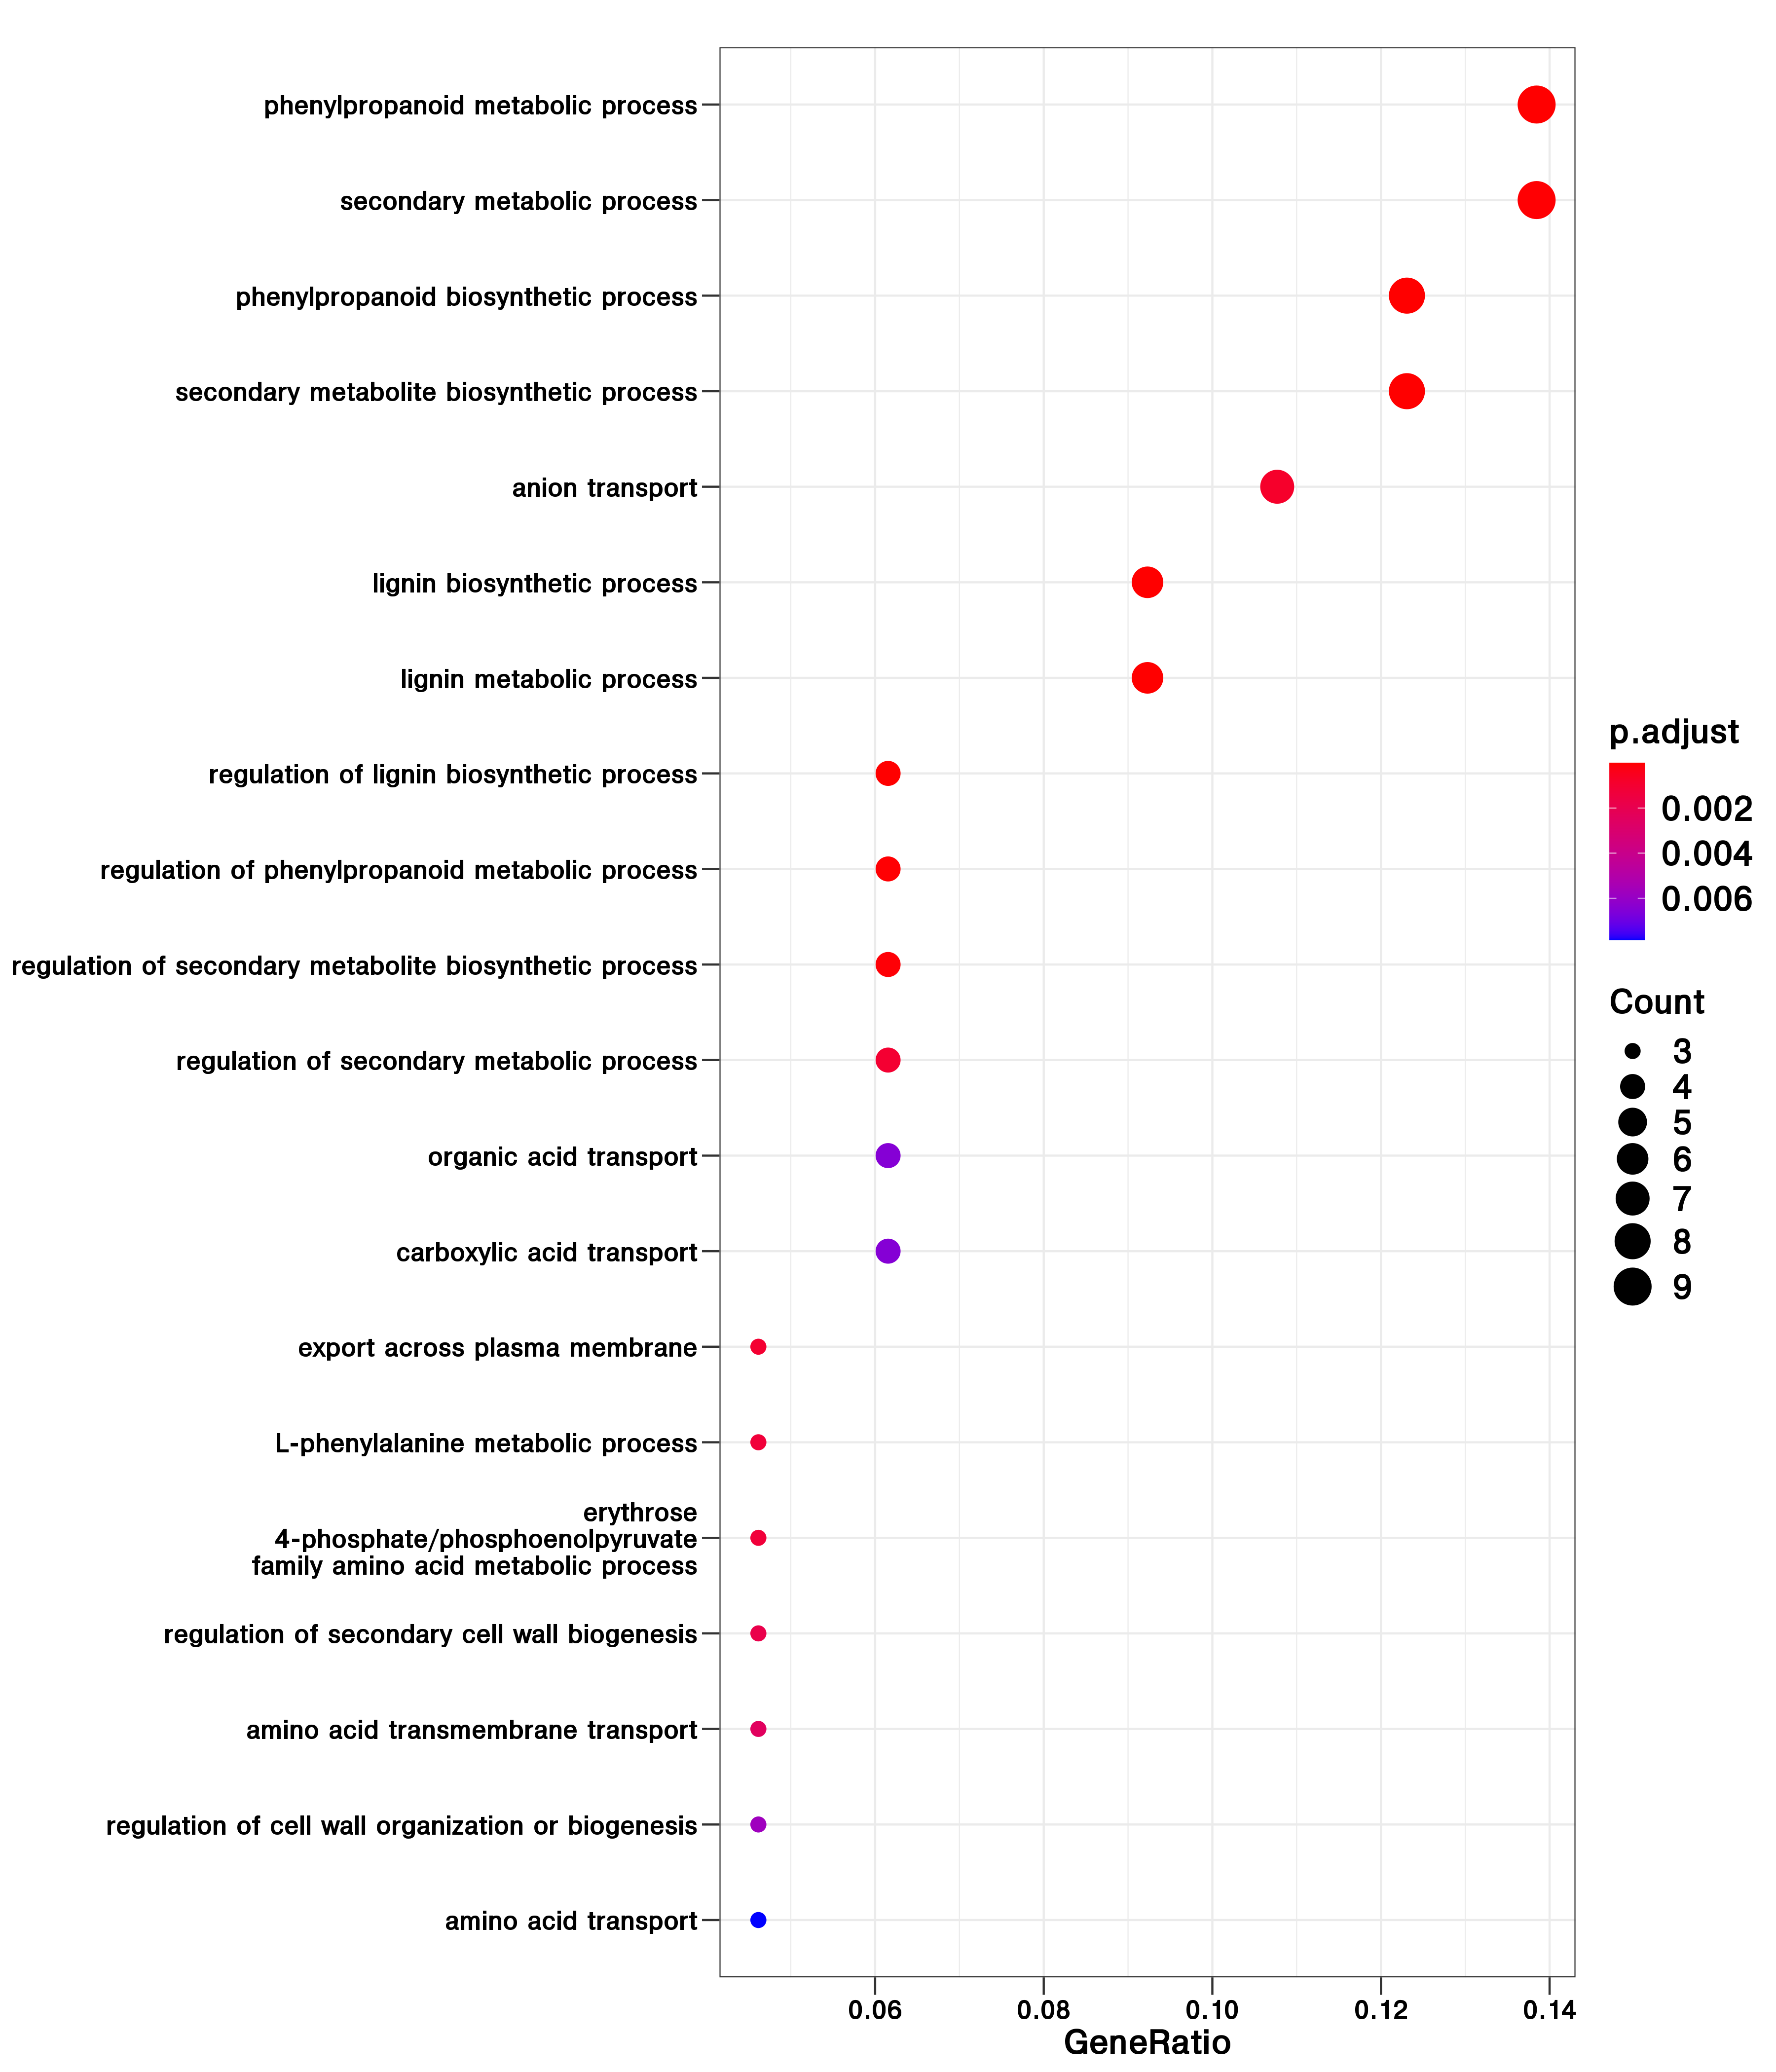 phenylpropanoid metabolic process
secondary metabolic process
phenylpropanoid biosynthetic process
secondary metabolite biosynthetic process
anion transport
lignin biosynthetic process
lignin metabolic process
regulation of lignin biosynthetic process
regulation of phenylpropanoid metabolic process
regulation of secondary metabolite biosynthetic process
regulation of secondary metabolic process
organic acid transport
carboxylic acid transport
export across plasma membrane
L-phenylalanine metabolic process
erythrose
4-phosphate/phosphoenolpyruvate
family amino acid metabolic process
regulation of secondary cell wall biogenesis
amino acid transmembrane transport
regulation of cell wall organization or biogenesis
amino acid transport
0.06 0.08 0.10 0.12 0.14
GeneRatio
p.adjust
0.002
0.004
0.006
Count
3
4
5
6
7
8
9